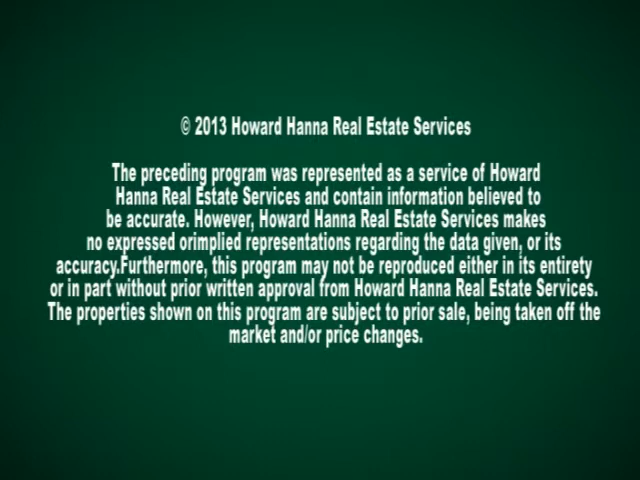 © 2013 Howard Hanna Real Estate Services
The preceding program was represented as a service of Howard
Hanna Real Estate Services and contain information believed to
be accurate. However, Howard Hanna Real Estate Services makes
no expressed orimplied representations regarding the data given, or its
accuracy.Furthermore, this program may not be reproduced either in its entirety
or in part without prior written approval from Howard Hanna Real Estate Services.
The properties shown on this program are subject to prior sale, being taken off the
market and/or price changes.